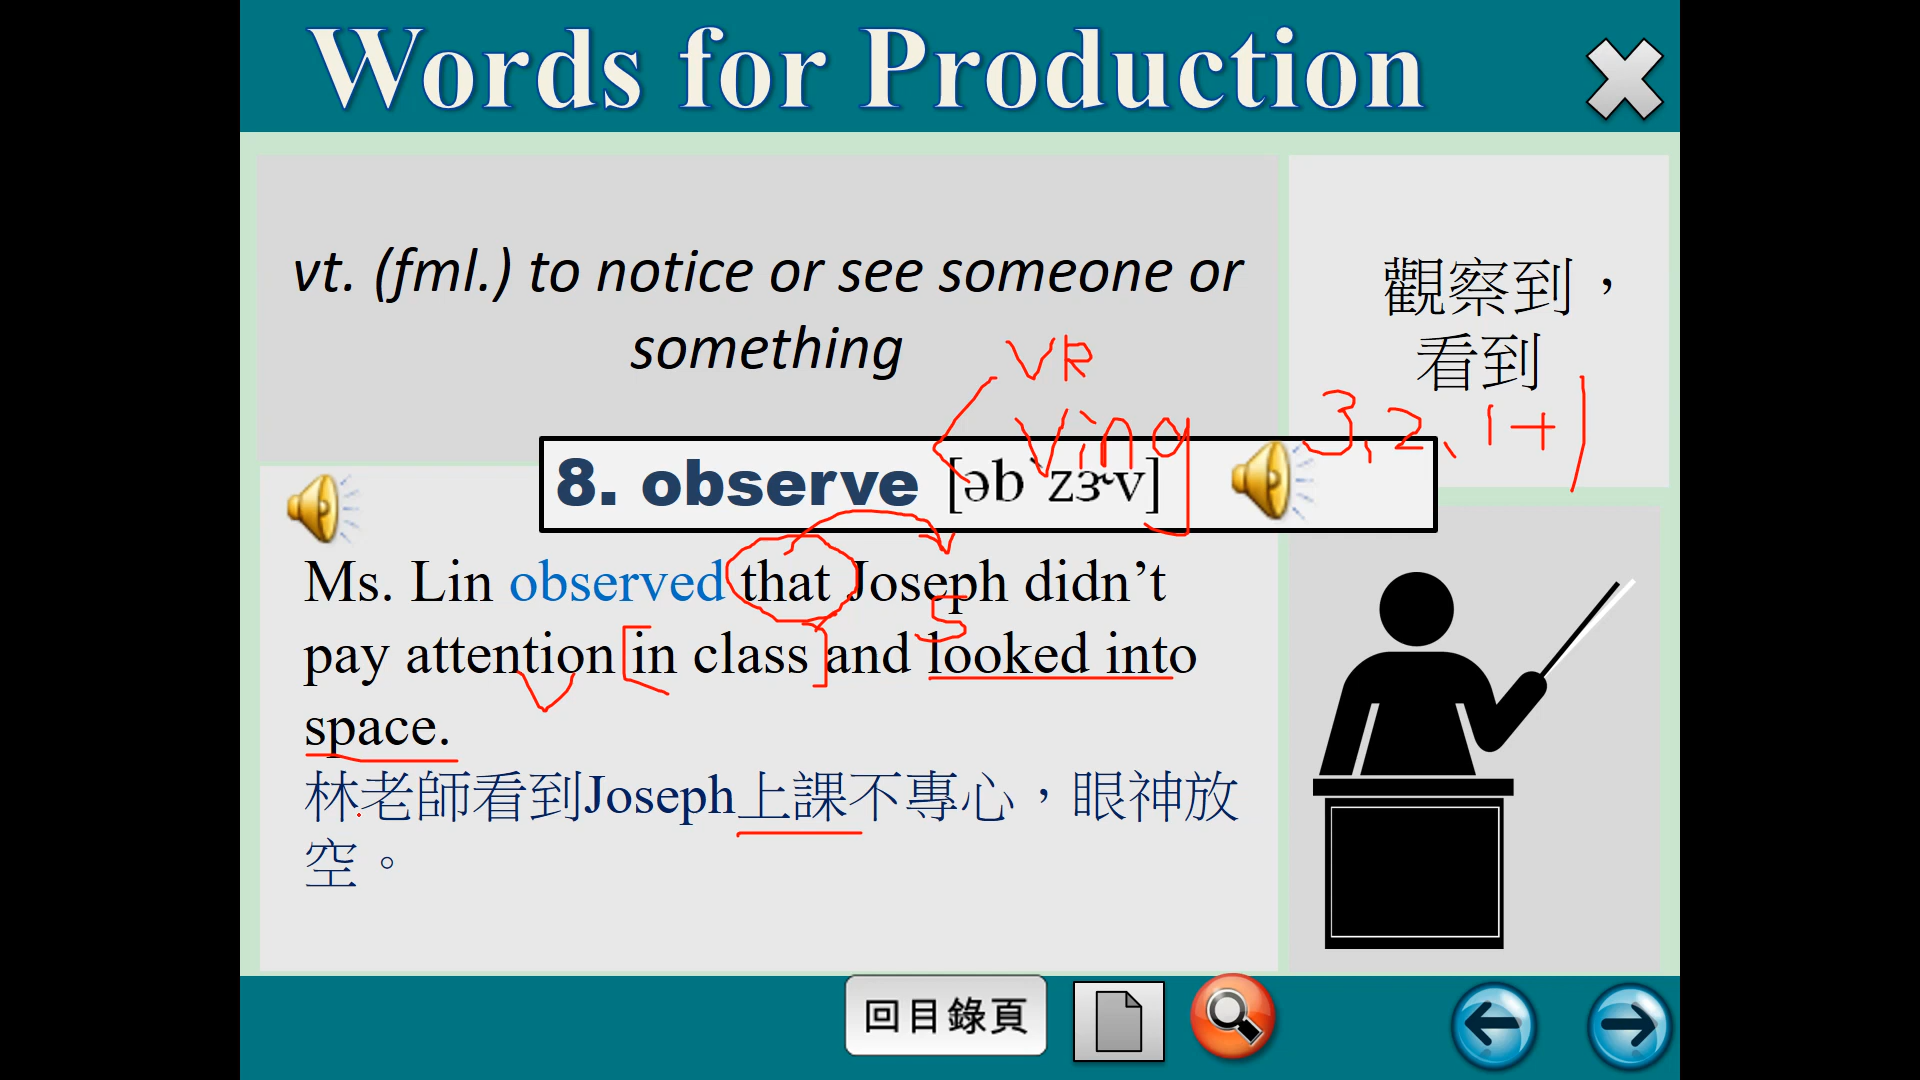 Words for Production
vt. (fml.) to notice or see someone or
something
觀察到，
看到
VR
Ving
3, 2, 1+
8. observe [əbˋzɝv]
Ms. Lin observed that Joseph didn't
S
pay attention in class and looked into
V
space.
林老師看到Joseph上課不專心，眼神放
空。
回目錄頁